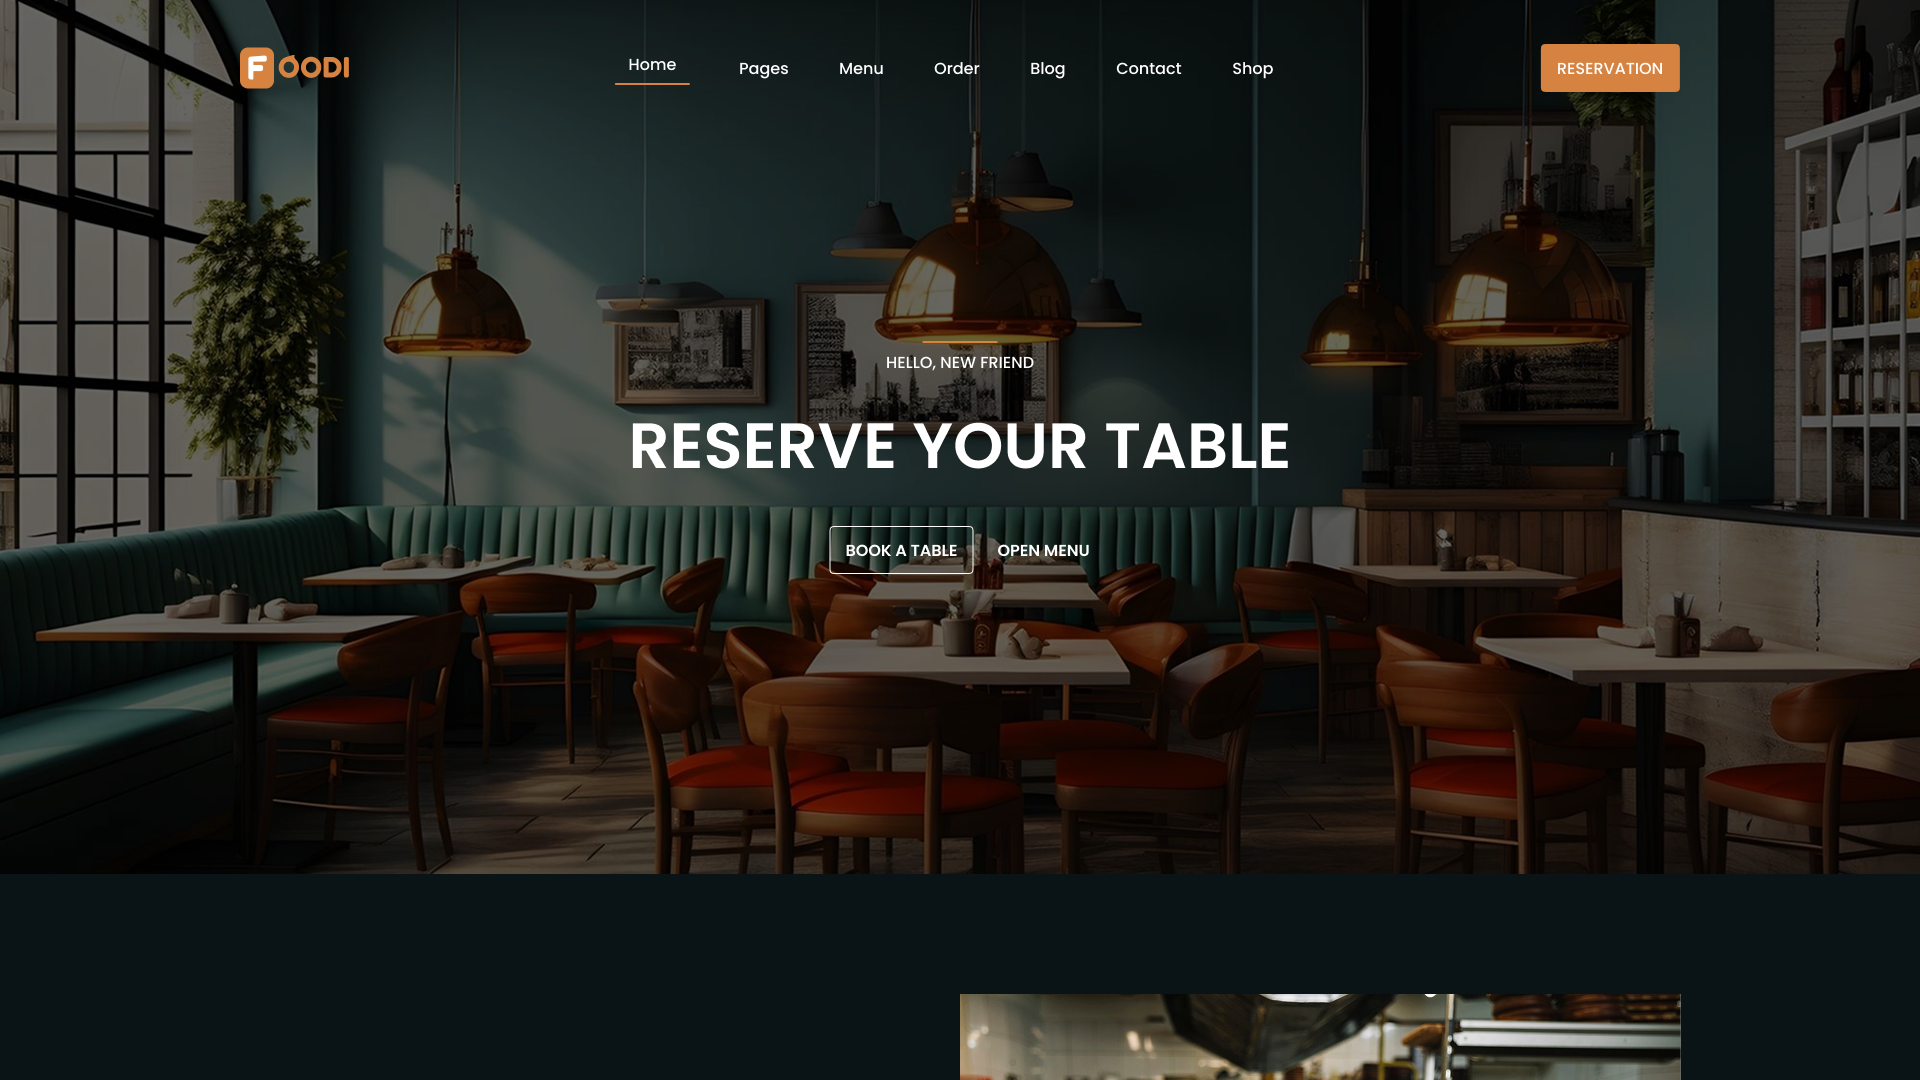 FOODI
Home
Pages
Menu
Order
Blog
Contact
Shop
RESERVATION
HELLO, NEW FRIEND
RESERVE YOUR TABLE
BOOK A TABLE
OPEN MENU